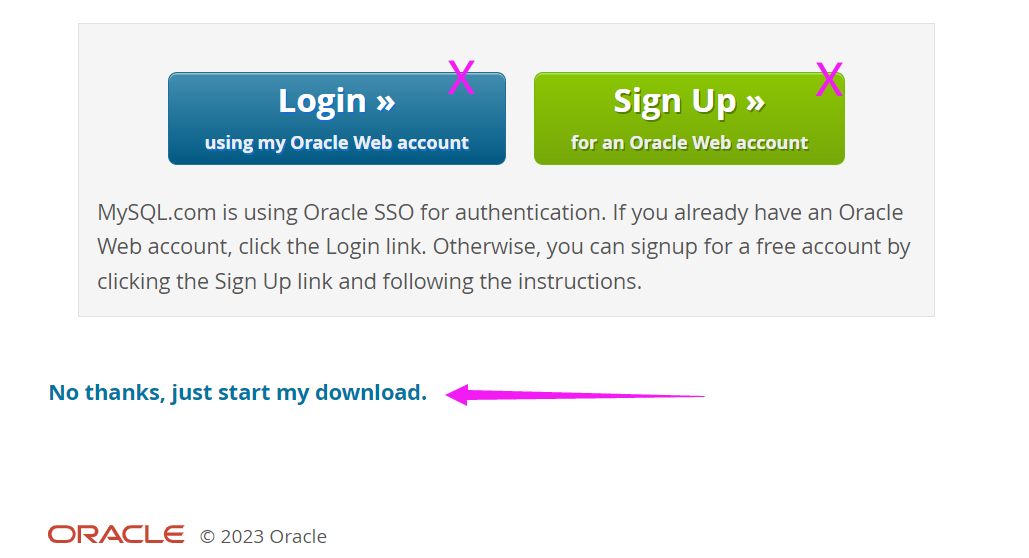 Login »
using my Oracle Web account
Sign Up »
for an Oracle Web account
X
X
MySQL.com is using Oracle SSO for authentication. If you already have an Oracle
Web account, click the Login link. Otherwise, you can signup for a free account by
clicking the Sign Up link and following the instructions.
No thanks, just start my download.
ORACLE © 2023 Oracle